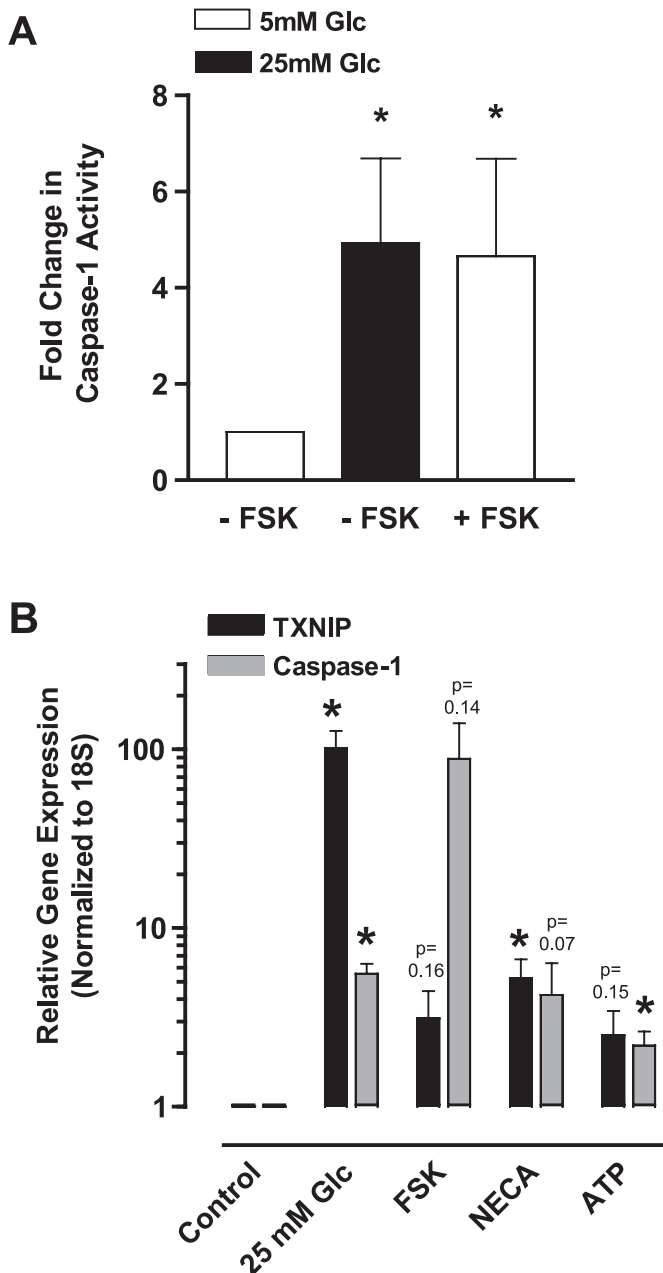 A
5mM Glc
25mM Glc
Fold Change in
Caspase-1 Activity
8
6
4
2
0
*
*
- FSK
- FSK
+ FSK
B
TXNIP
Caspase-1
Relative Gene Expression
(Normalized to 18S)
100
10
1
*
*
p=
0.16
p=
0.14
*
p=
0.07
p=
0.15
*
Control
25 mM Glc
FSK
NECA
ATP